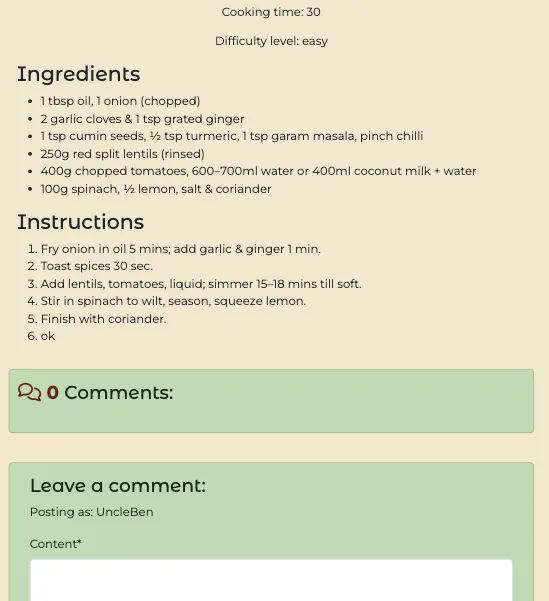 Cooking time: 30
Difficulty level: easy
Ingredients
• 1 tbsp oil, 1 onion (chopped)
• 2 garlic cloves & 1 tsp grated ginger
• 1 tsp cumin seeds, ½ tsp turmeric, 1 tsp garam masala, pinch chilli
• 250g red split lentils (rinsed)
• 400g chopped tomatoes, 600–700ml water or 400ml coconut milk + water
• 100g spinach, ½ lemon, salt & coriander
Instructions
1. Fry onion in oil 5 mins; add garlic & ginger 1 min.
2. Toast spices 30 sec.
3. Add lentils, tomatoes, liquid; simmer 15–18 mins till soft.
4. Stir in spinach to wilt, season, squeeze lemon.
5. Finish with coriander.
6. ok
0 Comments:
Leave a comment:
Posting as: UncleBen
Content*